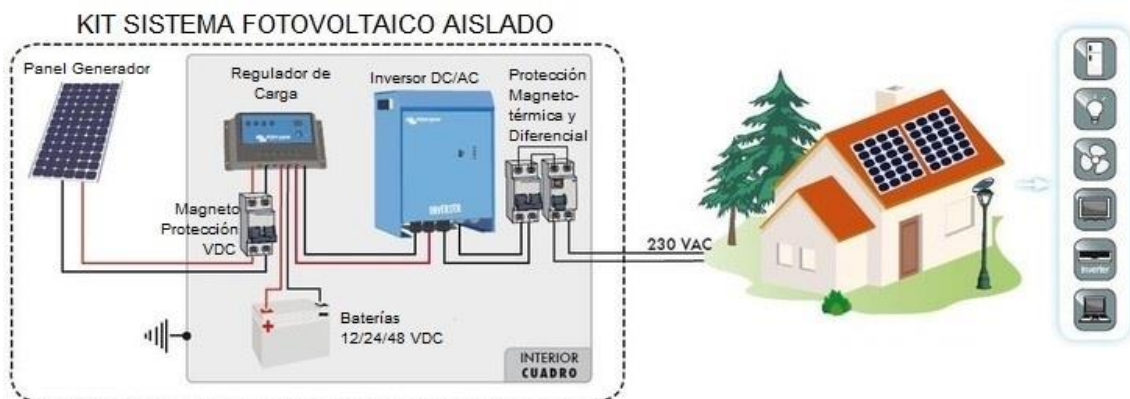 KIT SISTEMA FOTOVOLTAICO AISLADO
Panel Generador
Regulador de
Carga
Inversor DC/AC
Protección
Magneto-
térmica y
Diferencial
Magneto
Protección
VDC
INVERTER
230 VAC
Baterías
12/24/48 VDC
INTERIOR
CUADRO
Inverter